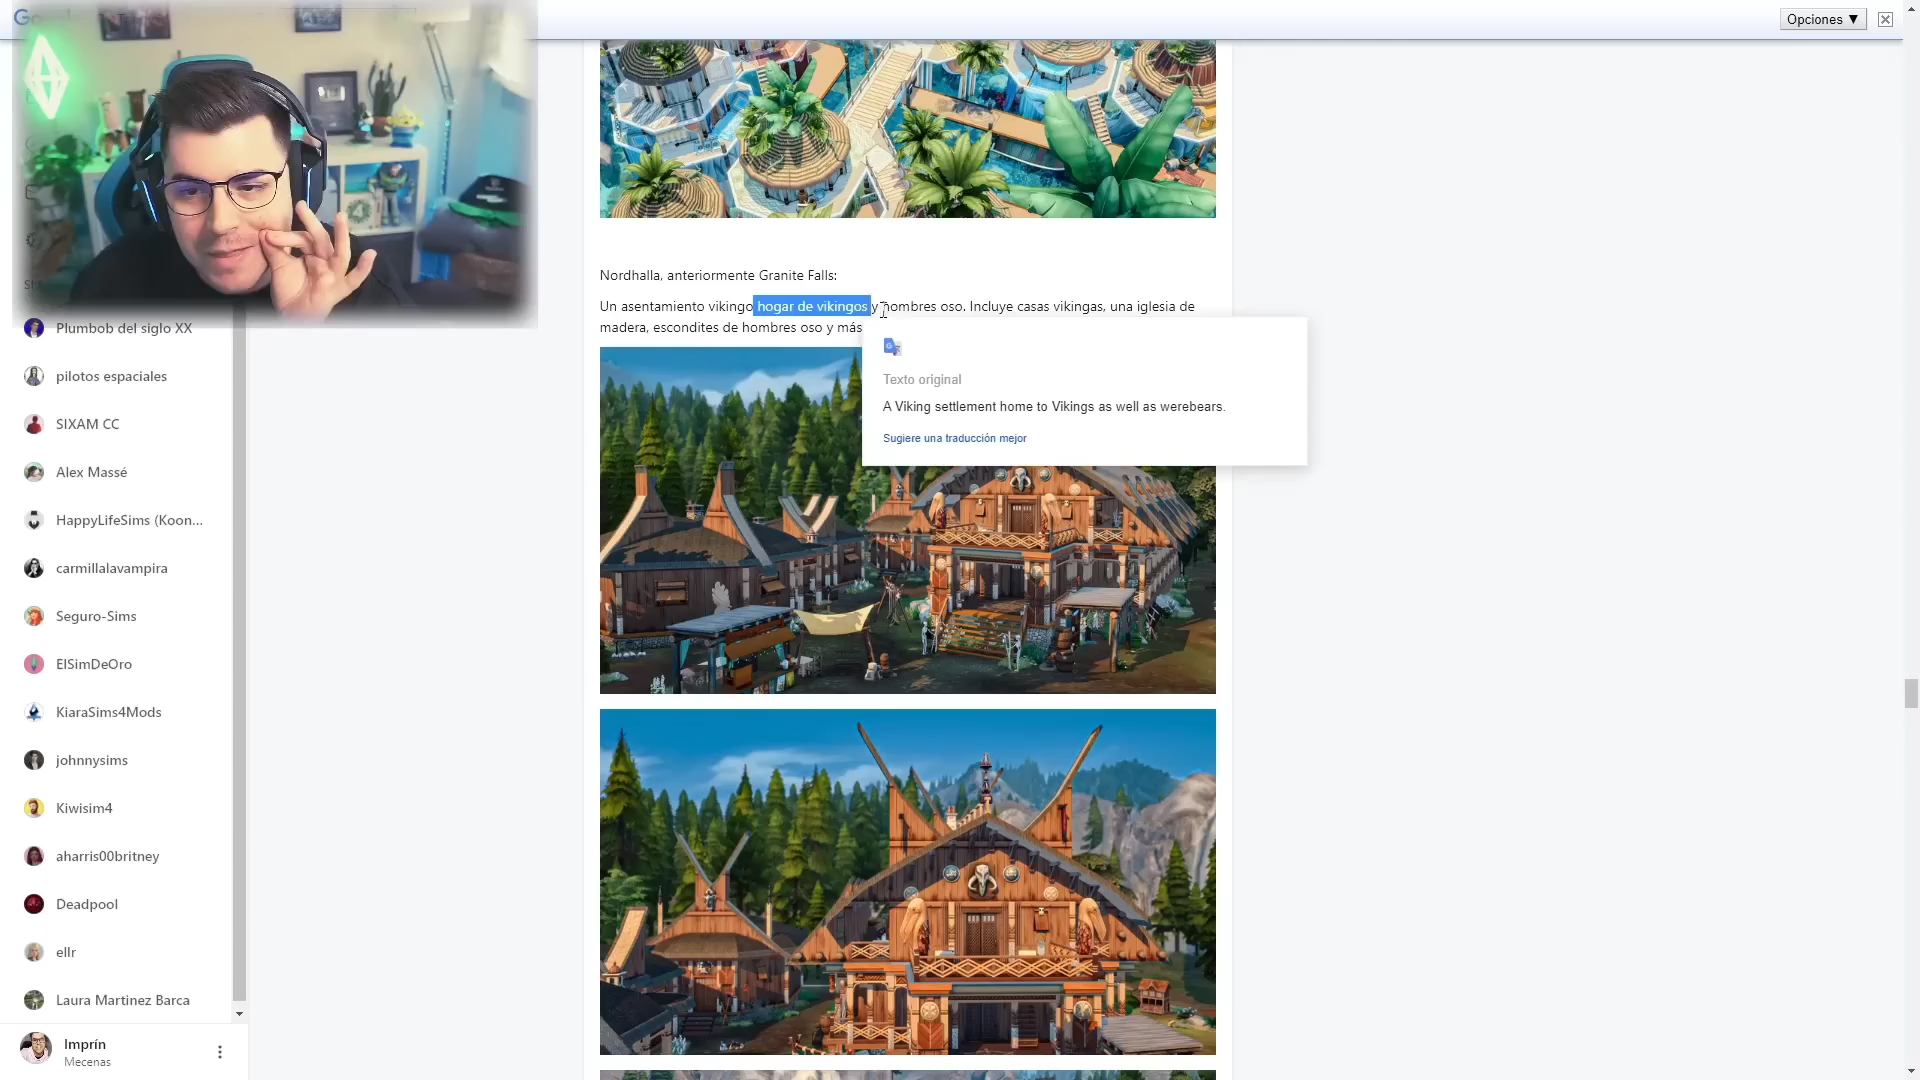 Opciones ▼
Nordhalla, anteriormente Granite Falls:
Un asentamiento vikingo hogar de vikingos y hombres oso. Incluye casas vikingas, una iglesia de
madera, escondites de hombres oso y más
Texto original
A Viking settlement home to Vikings as well as werebears.
Sugiere una traducción mejor
Plumbob del siglo XX
pilotos espaciales
SIXAM CC
Alex Massé
HappyLifeSims (Koon...
carmillalavampira
Seguro-Sims
ElSimDeOro
KiaraSims4Mods
johnnysims
Kiwisim4
aharris00britney
Deadpool
ellr
Laura Martinez Barca
Imprín
Mecenas